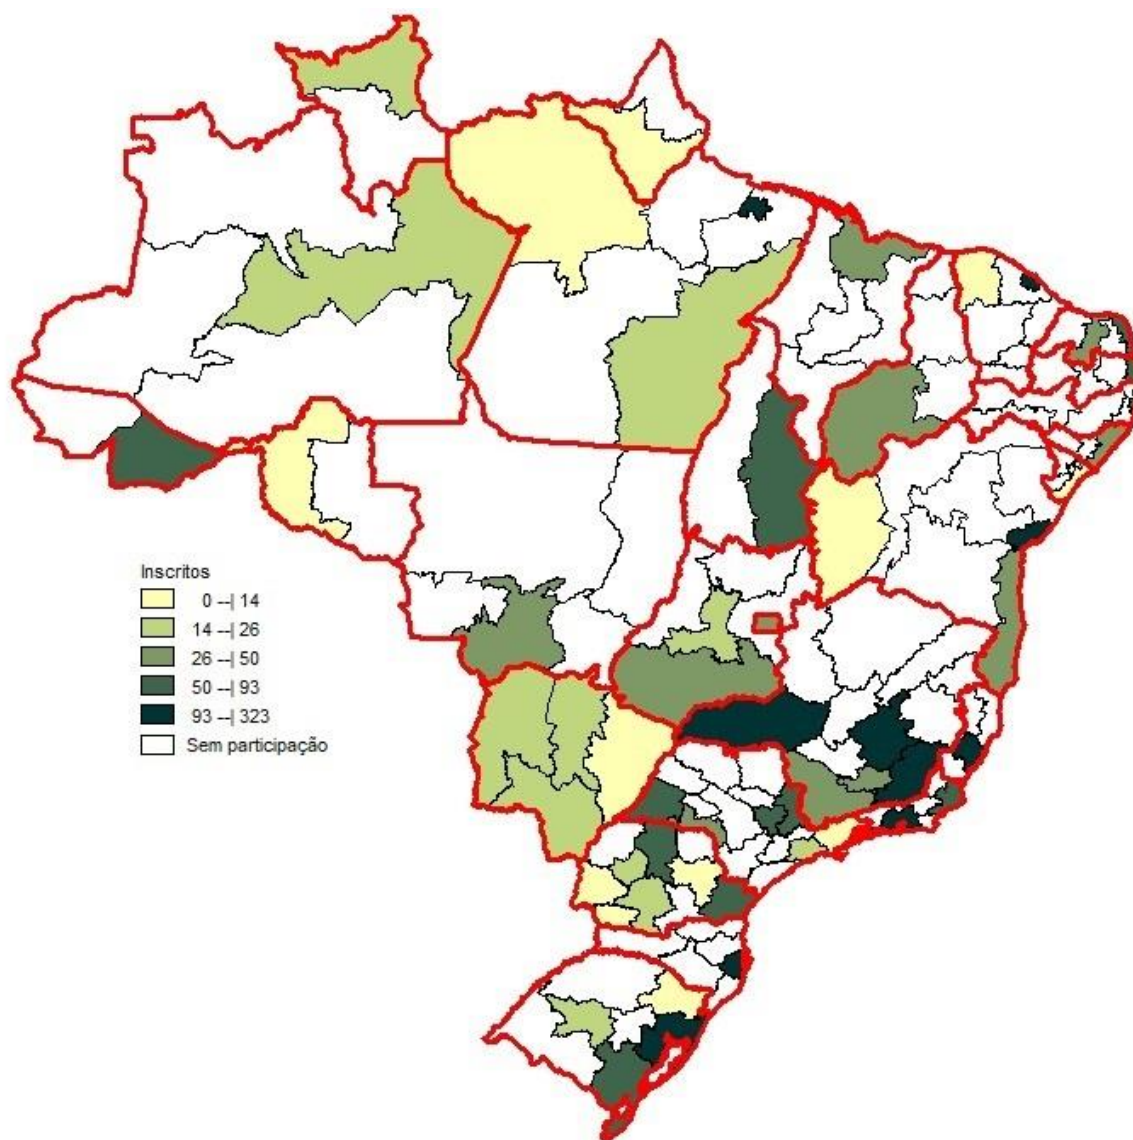 Inscritos
0 --| 14
14 --| 26
26 --| 50
50 --| 93
93 --| 323
Sem participação